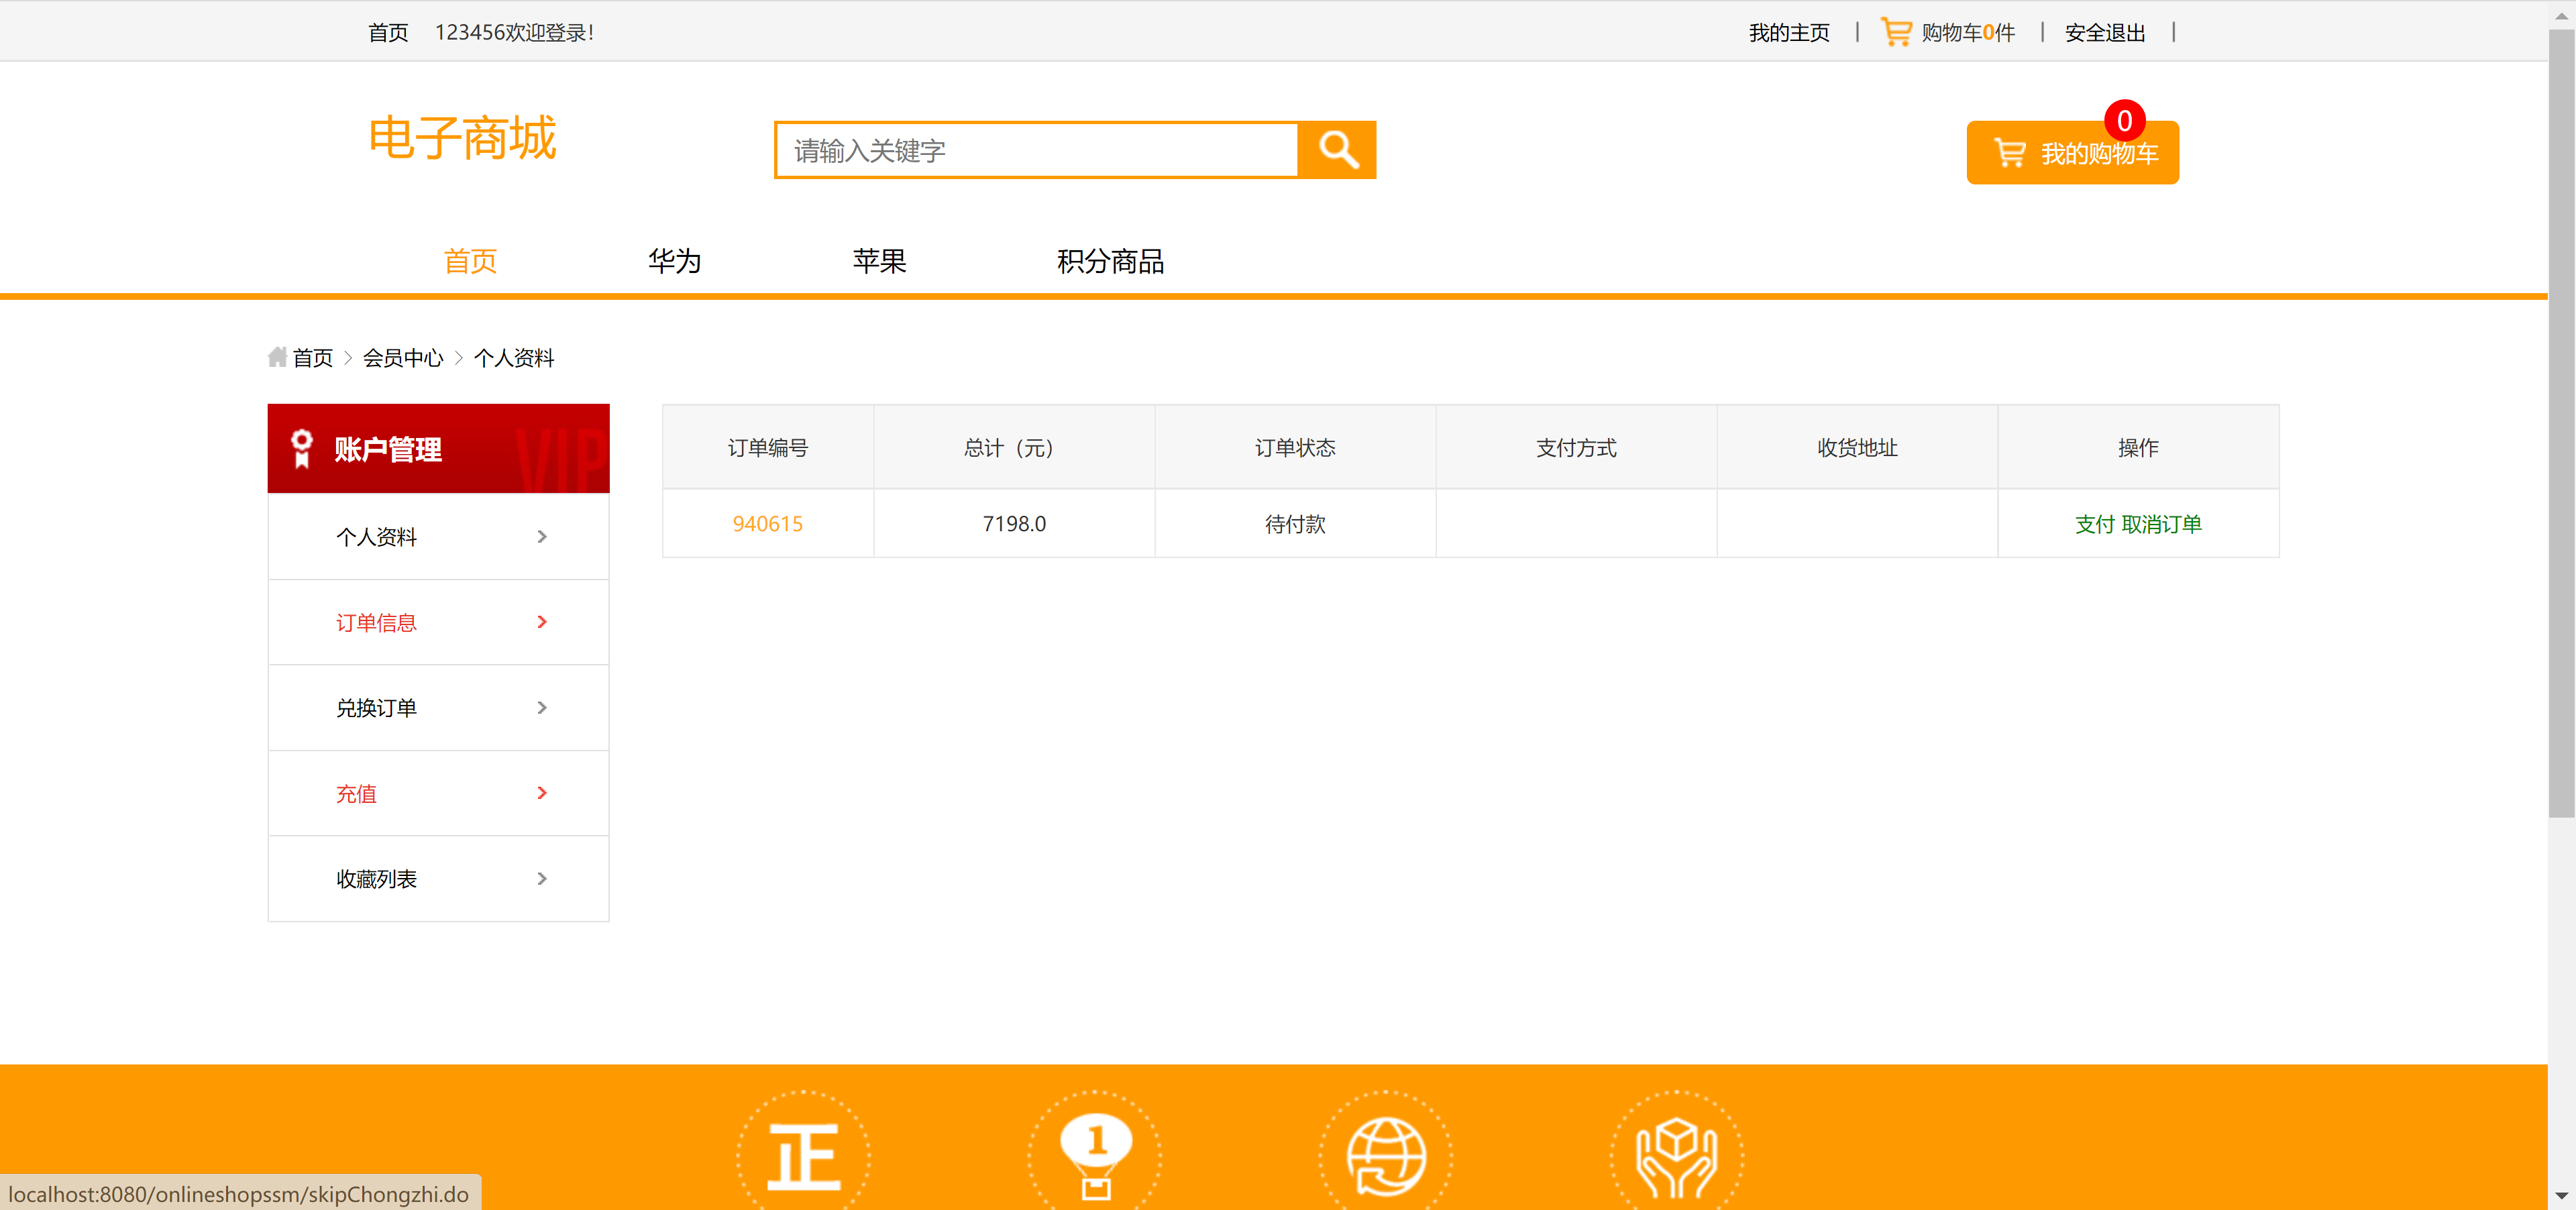 首页 123456欢迎登录！ 我的主页 | 购物车0件 | 安全退出 |
电子商城 请输入关键字 0 我的购物车
首页 华为 苹果 积分商品
首页 > 会员中心 > 个人资料
账户管理 VIP
个人资料 >
订单信息 >
兑换订单 >
充值 >
收藏列表 >
订单编号 总计（元） 订单状态 支付方式 收货地址 操作
940615 7198.0 待付款 支付 取消订单
正 1
localhost:8080/onlineshopssm/skipChongzhi.do